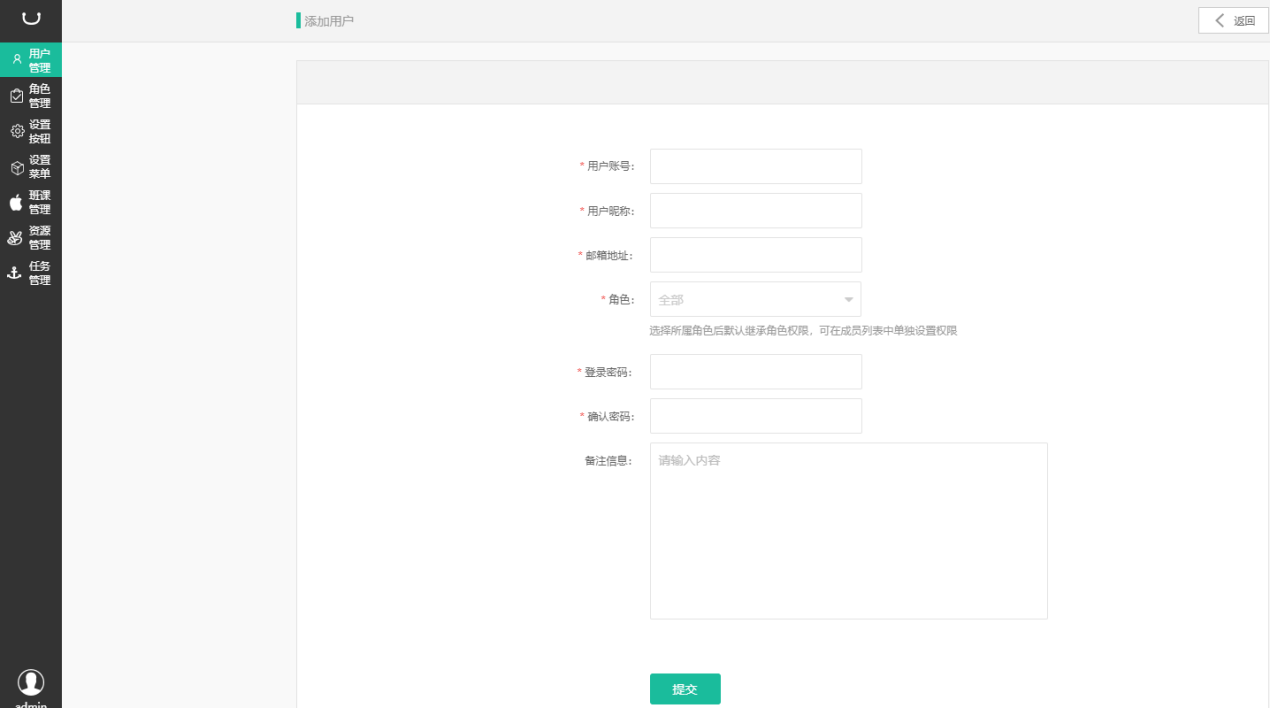 添加用户
返回
用户
管理
角色
管理
设置
按钮
设置
菜单
班课
管理
资源
管理
任务
管理
admin
* 用户账号：
* 用户昵称：
* 邮箱地址：
* 角色： 全部
选择所属角色后默认继承角色权限，可在成员列表中单独设置权限
* 登录密码：
* 确认密码：
备注信息： 请输入内容
提交